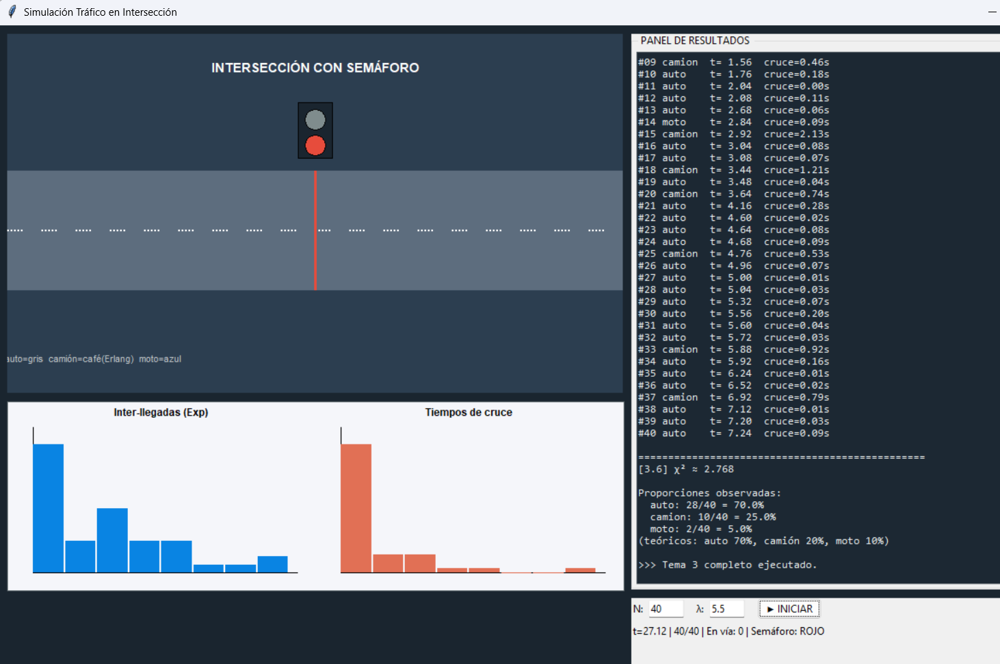 Simulación Tráfico en Intersección
INTERSECCIÓN CON SEMÁFORO
auto=gris camión=café(Erlang) moto=azul
Inter-llegadas (Exp)
Tiempos de cruce
PANEL DE RESULTADOS
#09 camion t= 1.56 cruce=0.46s
#10 auto t= 1.76 cruce=0.18s
#11 auto t= 2.04 cruce=0.00s
#12 auto t= 2.08 cruce=0.11s
#13 auto t= 2.68 cruce=0.06s
#14 moto t= 2.84 cruce=0.09s
#15 camion t= 2.92 cruce=2.13s
#16 auto t= 3.04 cruce=0.08s
#17 auto t= 3.08 cruce=0.07s
#18 camion t= 3.44 cruce=1.21s
#19 auto t= 3.48 cruce=0.04s
#20 camion t= 3.64 cruce=0.74s
#21 auto t= 4.16 cruce=0.28s
#22 auto t= 4.60 cruce=0.02s
#23 auto t= 4.64 cruce=0.08s
#24 auto t= 4.68 cruce=0.09s
#25 camion t= 4.76 cruce=0.53s
#26 auto t= 4.96 cruce=0.07s
#27 auto t= 5.00 cruce=0.01s
#28 auto t= 5.04 cruce=0.03s
#29 auto t= 5.32 cruce=0.07s
#30 auto t= 5.56 cruce=0.20s
#31 auto t= 5.60 cruce=0.04s
#32 auto t= 5.72 cruce=0.03s
#33 camion t= 5.88 cruce=0.92s
#34 auto t= 5.92 cruce=0.16s
#35 auto t= 6.24 cruce=0.01s
#36 auto t= 6.52 cruce=0.02s
#37 camion t= 6.92 cruce=0.79s
#38 auto t= 7.12 cruce=0.01s
#39 auto t= 7.20 cruce=0.03s
#40 auto t= 7.24 cruce=0.09s
================================================
[3.6] χ² ≈ 2.768
Proporciones observadas:
auto: 28/40 = 70.0%
camion: 10/40 = 25.0%
moto: 2/40 = 5.0%
(teóricos: auto 70%, camión 20%, moto 10%)
>>> Tema 3 completo ejecutado.
N: 40 λ: 5.5 ► INICIAR
t=27.12 | 40/40 | En vía: 0 | Semáforo: ROJO